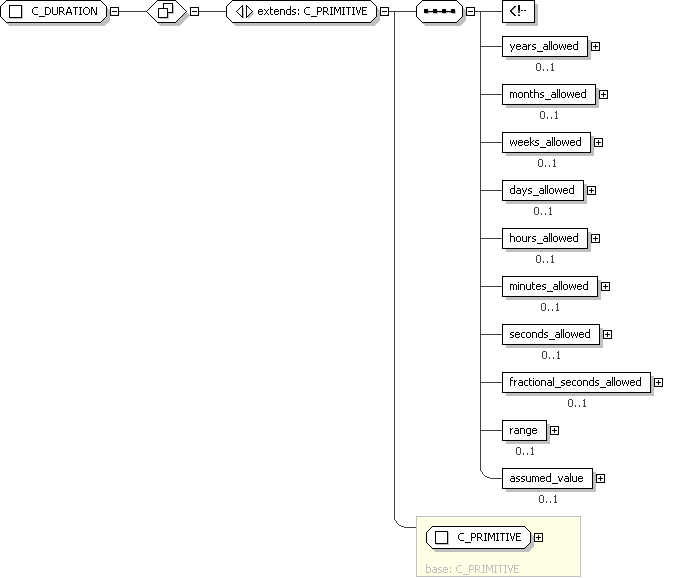 C_DURATION
extends: C_PRIMITIVE
<!--
years_allowed
0..1
months_allowed
0..1
weeks_allowed
0..1
days_allowed
0..1
hours_allowed
0..1
minutes_allowed
0..1
seconds_allowed
0..1
fractional_seconds_allowed
0..1
range
0..1
assumed_value
0..1
C_PRIMITIVE
base: C_PRIMITIVE